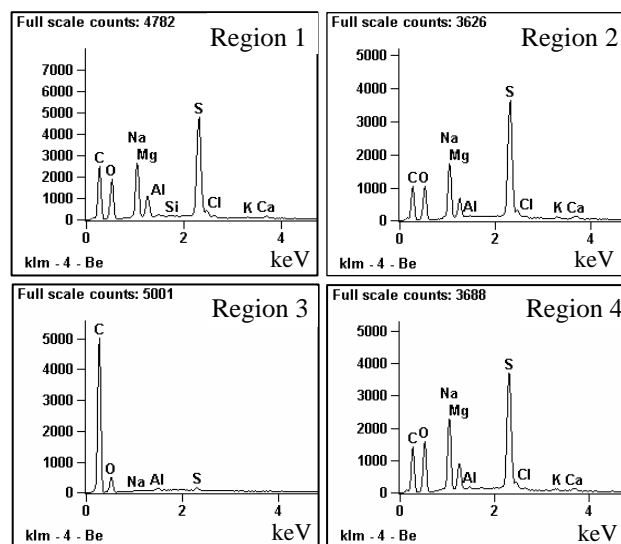 Full scale counts: 4782
Region 1
7000
6000
5000
4000
3000
2000
1000
0
C
O
Na
Mg
Al
Si
S
Cl
K Ca
0
2
4
klm - 4 - Be
keV
Full scale counts: 3626
Region 2
5000
4000
3000
2000
1000
0
C O
Na
Mg
Al
S
Cl
K Ca
0
2
4
klm - 4 - Be
keV
Full scale counts: 5001
Region 3
5000
4000
3000
2000
1000
0
C
O
Na
Al
S
0
2
4
klm - 4 - Be
keV
Full scale counts: 3688
Region 4
5000
4000
3000
2000
1000
0
C O
Na
Mg
Al
S
Cl
K Ca
0
2
4
klm - 4 - Be
keV